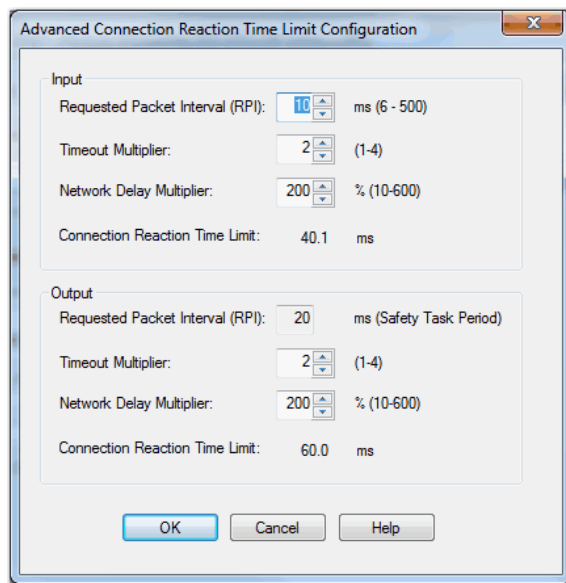 Advanced Connection Reaction Time Limit Configuration
Input
Requested Packet Interval (RPI): 10 ms (6 - 500)
Timeout Multiplier: 2 (1-4)
Network Delay Multiplier: 200 % (10-600)
Connection Reaction Time Limit: 40.1 ms
Output
Requested Packet Interval (RPI): 20 ms (Safety Task Period)
Timeout Multiplier: 2 (1-4)
Network Delay Multiplier: 200 % (10-600)
Connection Reaction Time Limit: 60.0 ms
OK Cancel Help